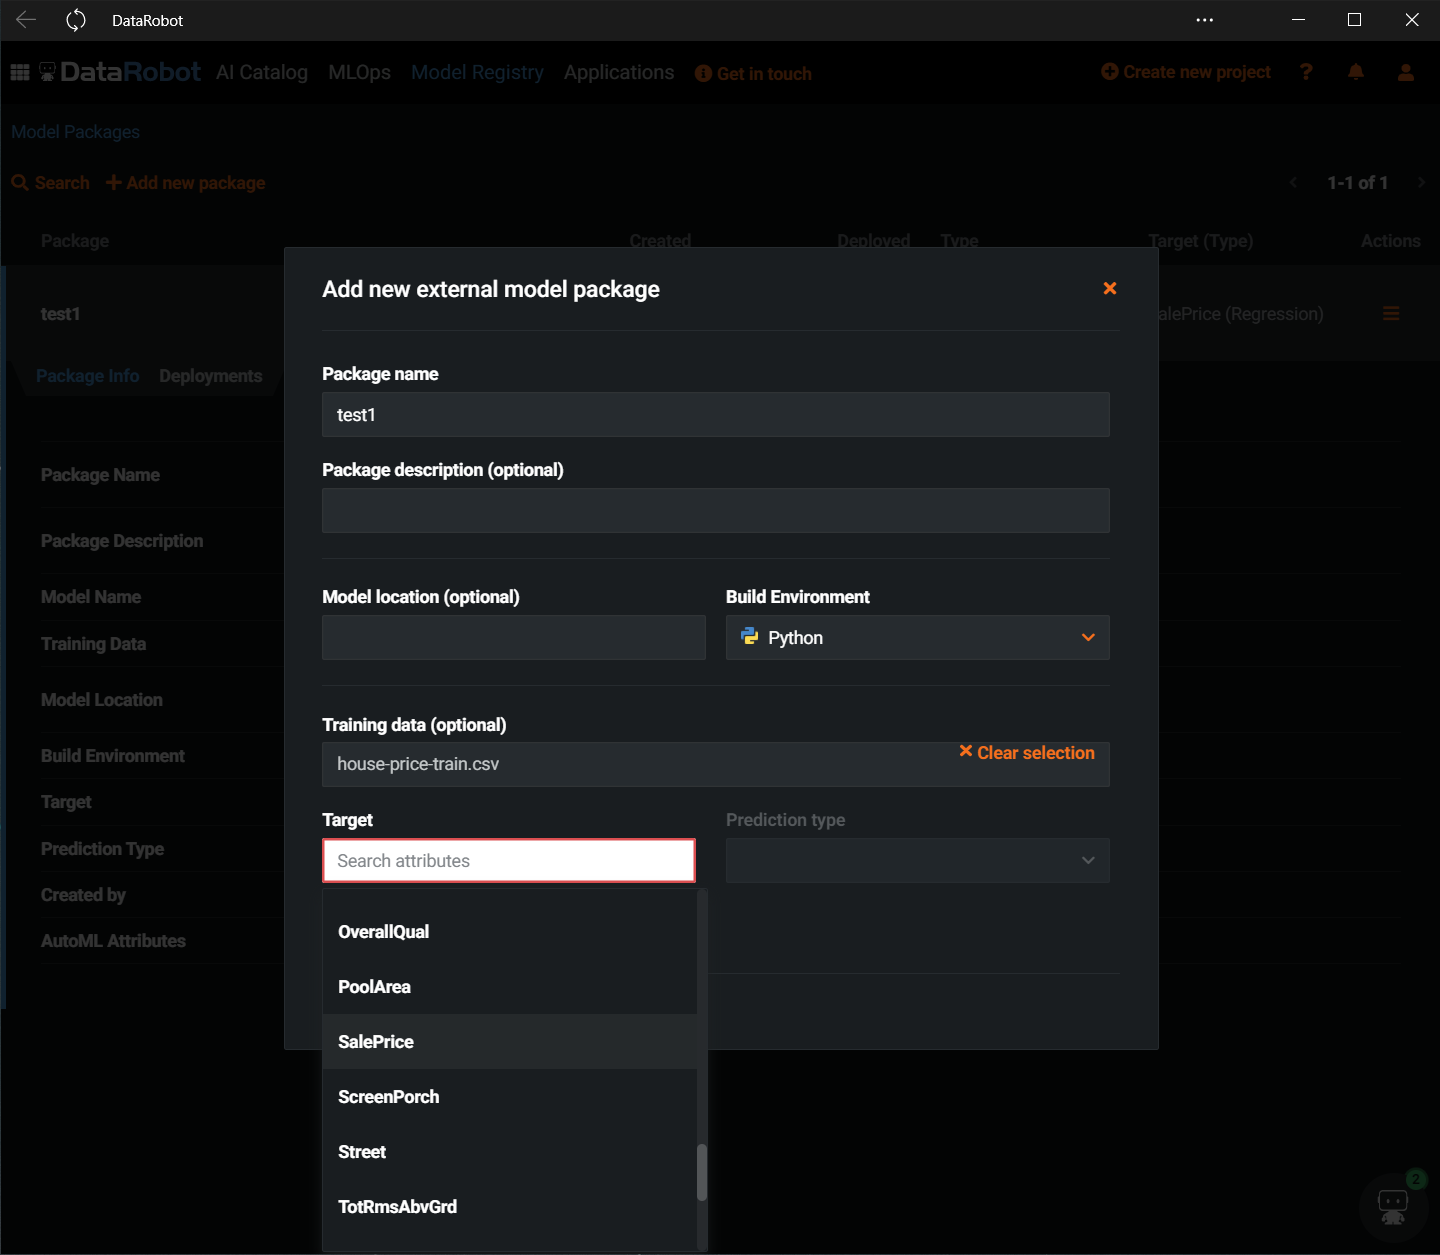 DataRobot
DataRobot AI Catalog MLOps Model Registry Applications Get in touch Create new project
Model Packages
Search Add new package 1-1 of 1
Package Created Deployed Type Target (Type) Actions
test1 alePrice (Regression)
Package Info Deployments
Package Name
Package Description
Model Name
Training Data
Model Location
Build Environment
Target
Prediction Type
Created by
AutoML Attributes
Add new external model package
Package name
test1
Package description (optional)
Model location (optional) Build Environment
Python
Training data (optional)
house-price-train.csv Clear selection
Target Prediction type
Search attributes
OverallQual
PoolArea
SalePrice
ScreenPorch
Street
TotRmsAbvGrd
2